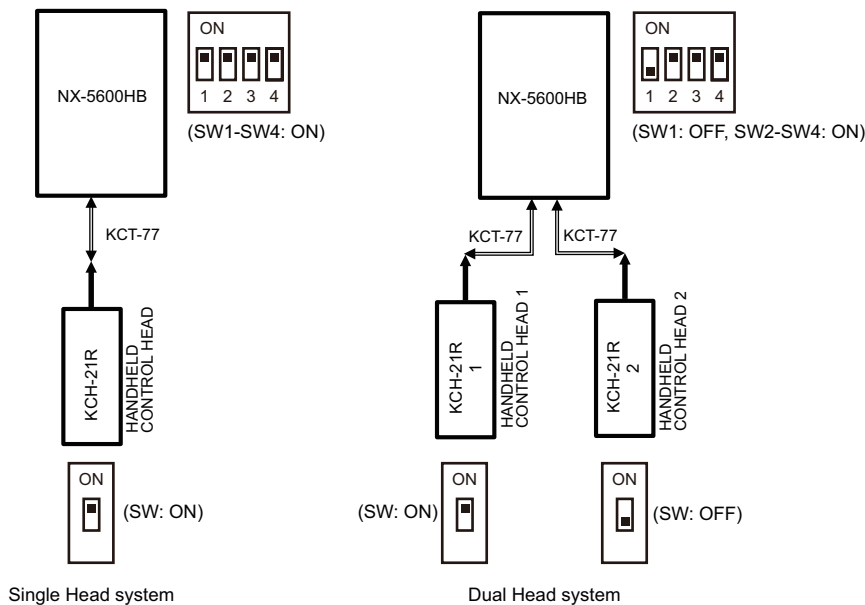 ON
1 2 3 4
NX-5600HB
(SW1-SW4: ON)
KCT-77
KCH-21R
HANDHELD
CONTROL HEAD
ON
(SW: ON)
Single Head system
ON
1 2 3 4
NX-5600HB
(SW1: OFF, SW2-SW4: ON)
KCT-77
KCT-77
KCH-21R
1
HANDHELD
CONTROL HEAD 1
KCH-21R
2
HANDHELD
CONTROL HEAD 2
ON
(SW: ON)
ON
(SW: OFF)
Dual Head system